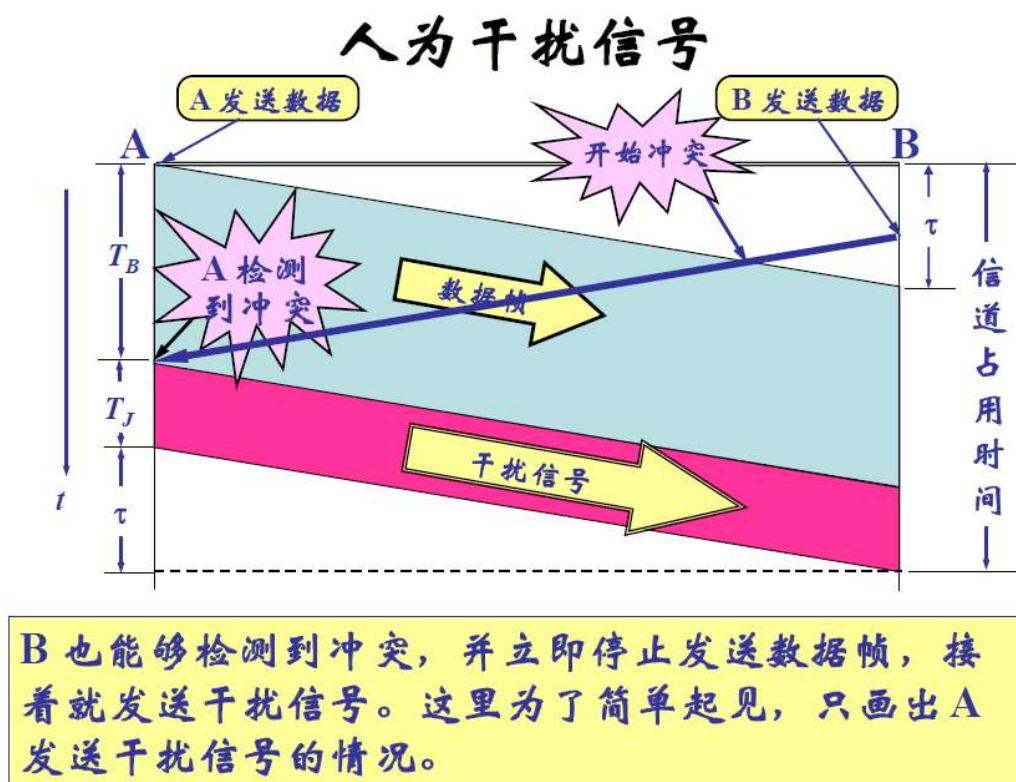 人为干扰信号
A 发送数据
B 发送数据
A
开始冲突
B
τ
T_B
A 检测
到冲突
数据帧
信道占用时间
T_J
干扰信号
t
τ
B 也能够检测到冲突，并立即停止发送数据帧，接
着就发送干扰信号。这里为了简单起见，只画出 A
发送干扰信号的情况。